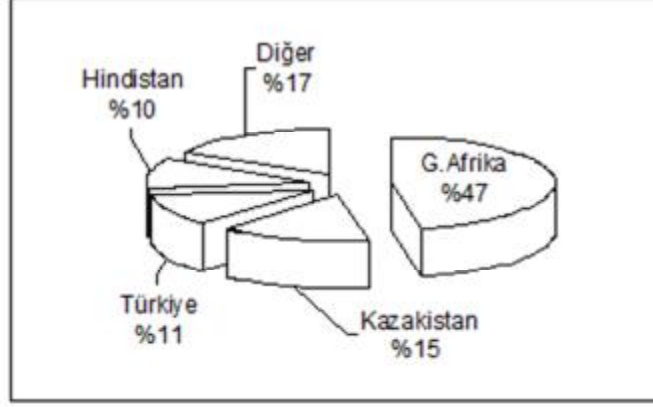 Diğer
%17
Hindistan
%10
G.Afrika
%47
Türkiye
%11
Kazakistan
%15